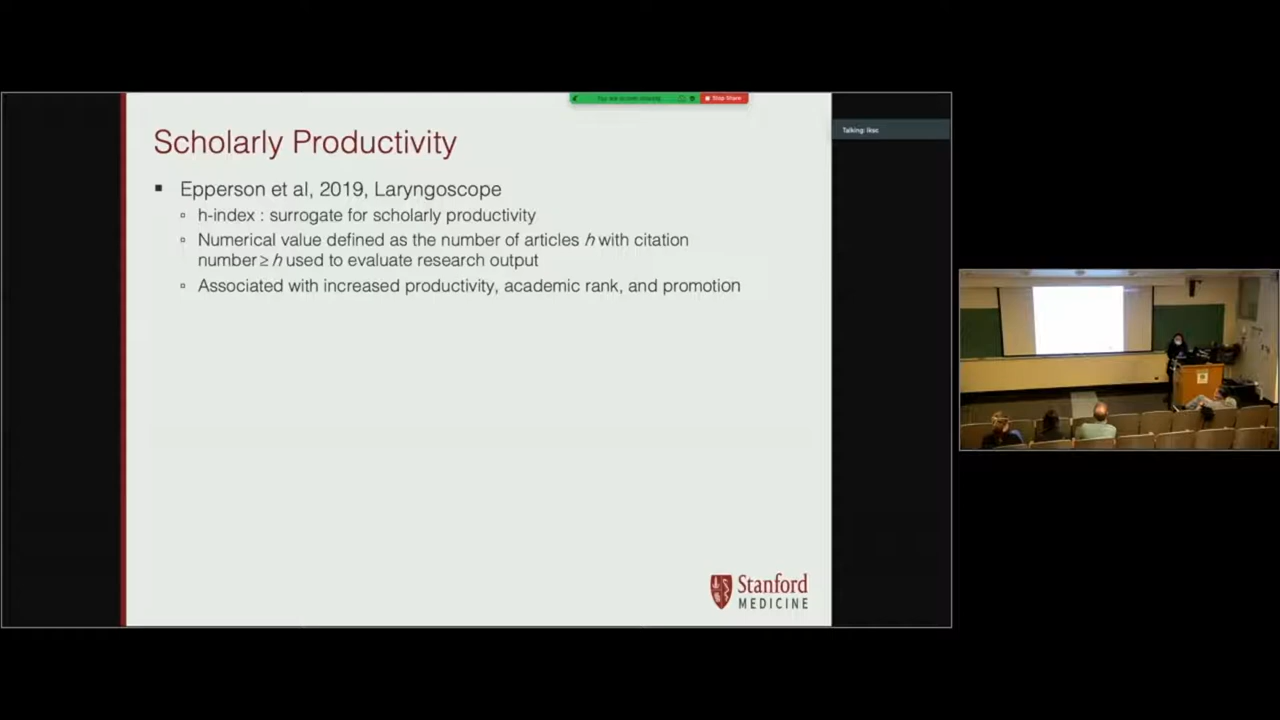 Stop Share
Talking: Ikec
Scholarly Productivity
Epperson et al, 2019, Laryngoscope
h-index : surrogate for scholarly productivity
Numerical value defined as the number of articles h with citation
number ≥ h used to evaluate research output
Associated with increased productivity, academic rank, and promotion
Stanford
MEDICINE